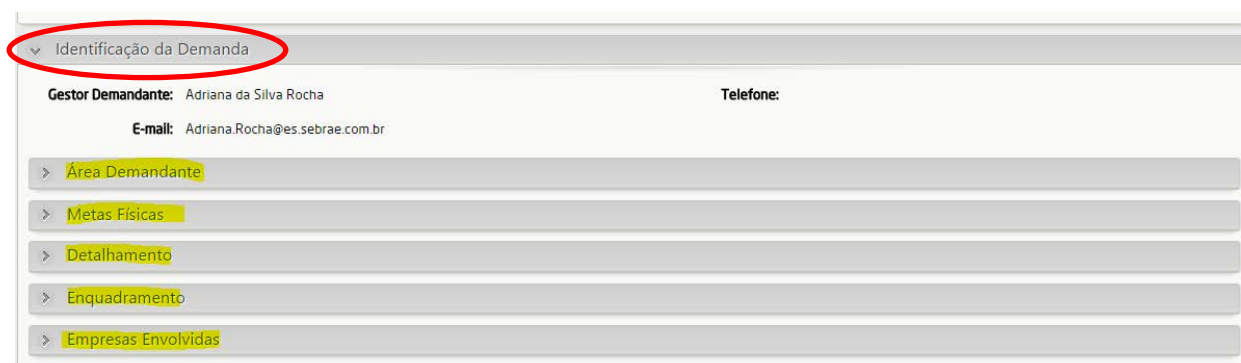 Identificação da Demanda
Gestor Demandante: Adriana da Silva Rocha Telefone:
E-mail: Adriana.Rocha@es.sebrae.com.br
Área Demandante
Metas Físicas
Detalhamento
Enquadramento
Empresas Envolvidas